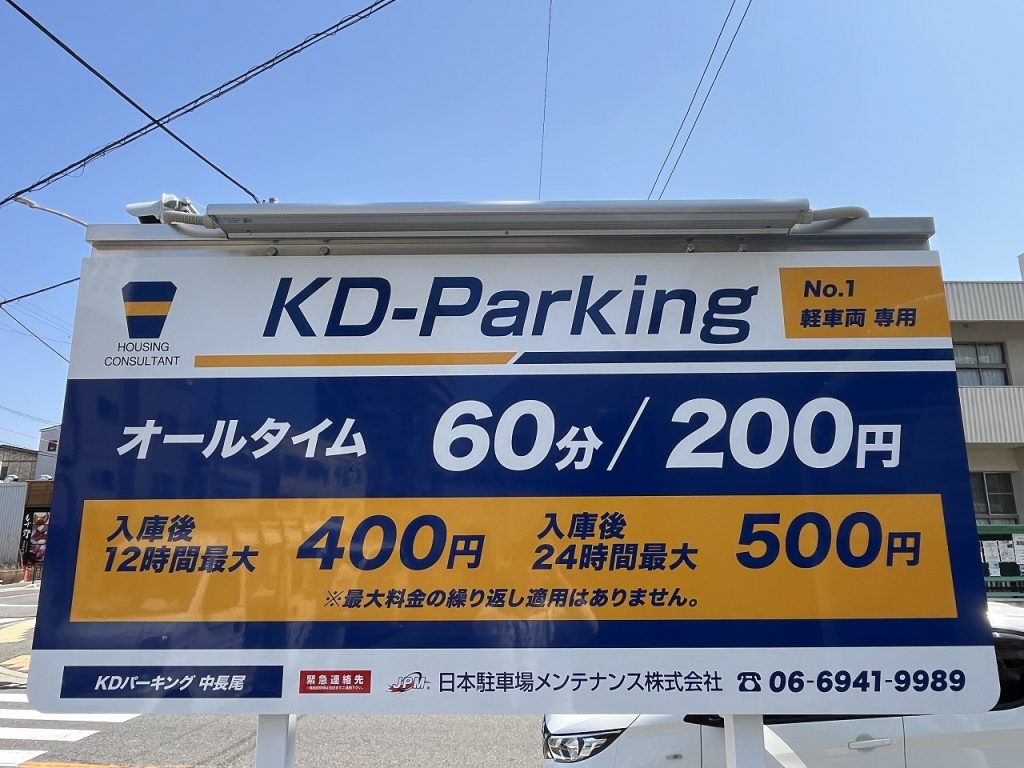 HOUSING
CONSULTANT
KD-Parking
No.1
軽車両 専用
オールタイム 60分/200円
入庫後
12時間最大 400円
入庫後
24時間最大 500円
※最大料金の繰り返し適用はありません。
KDパーキング 中長尾
緊急連絡先
JPM
日本駐車場メンテナンス株式会社 ☎06-6941-9989